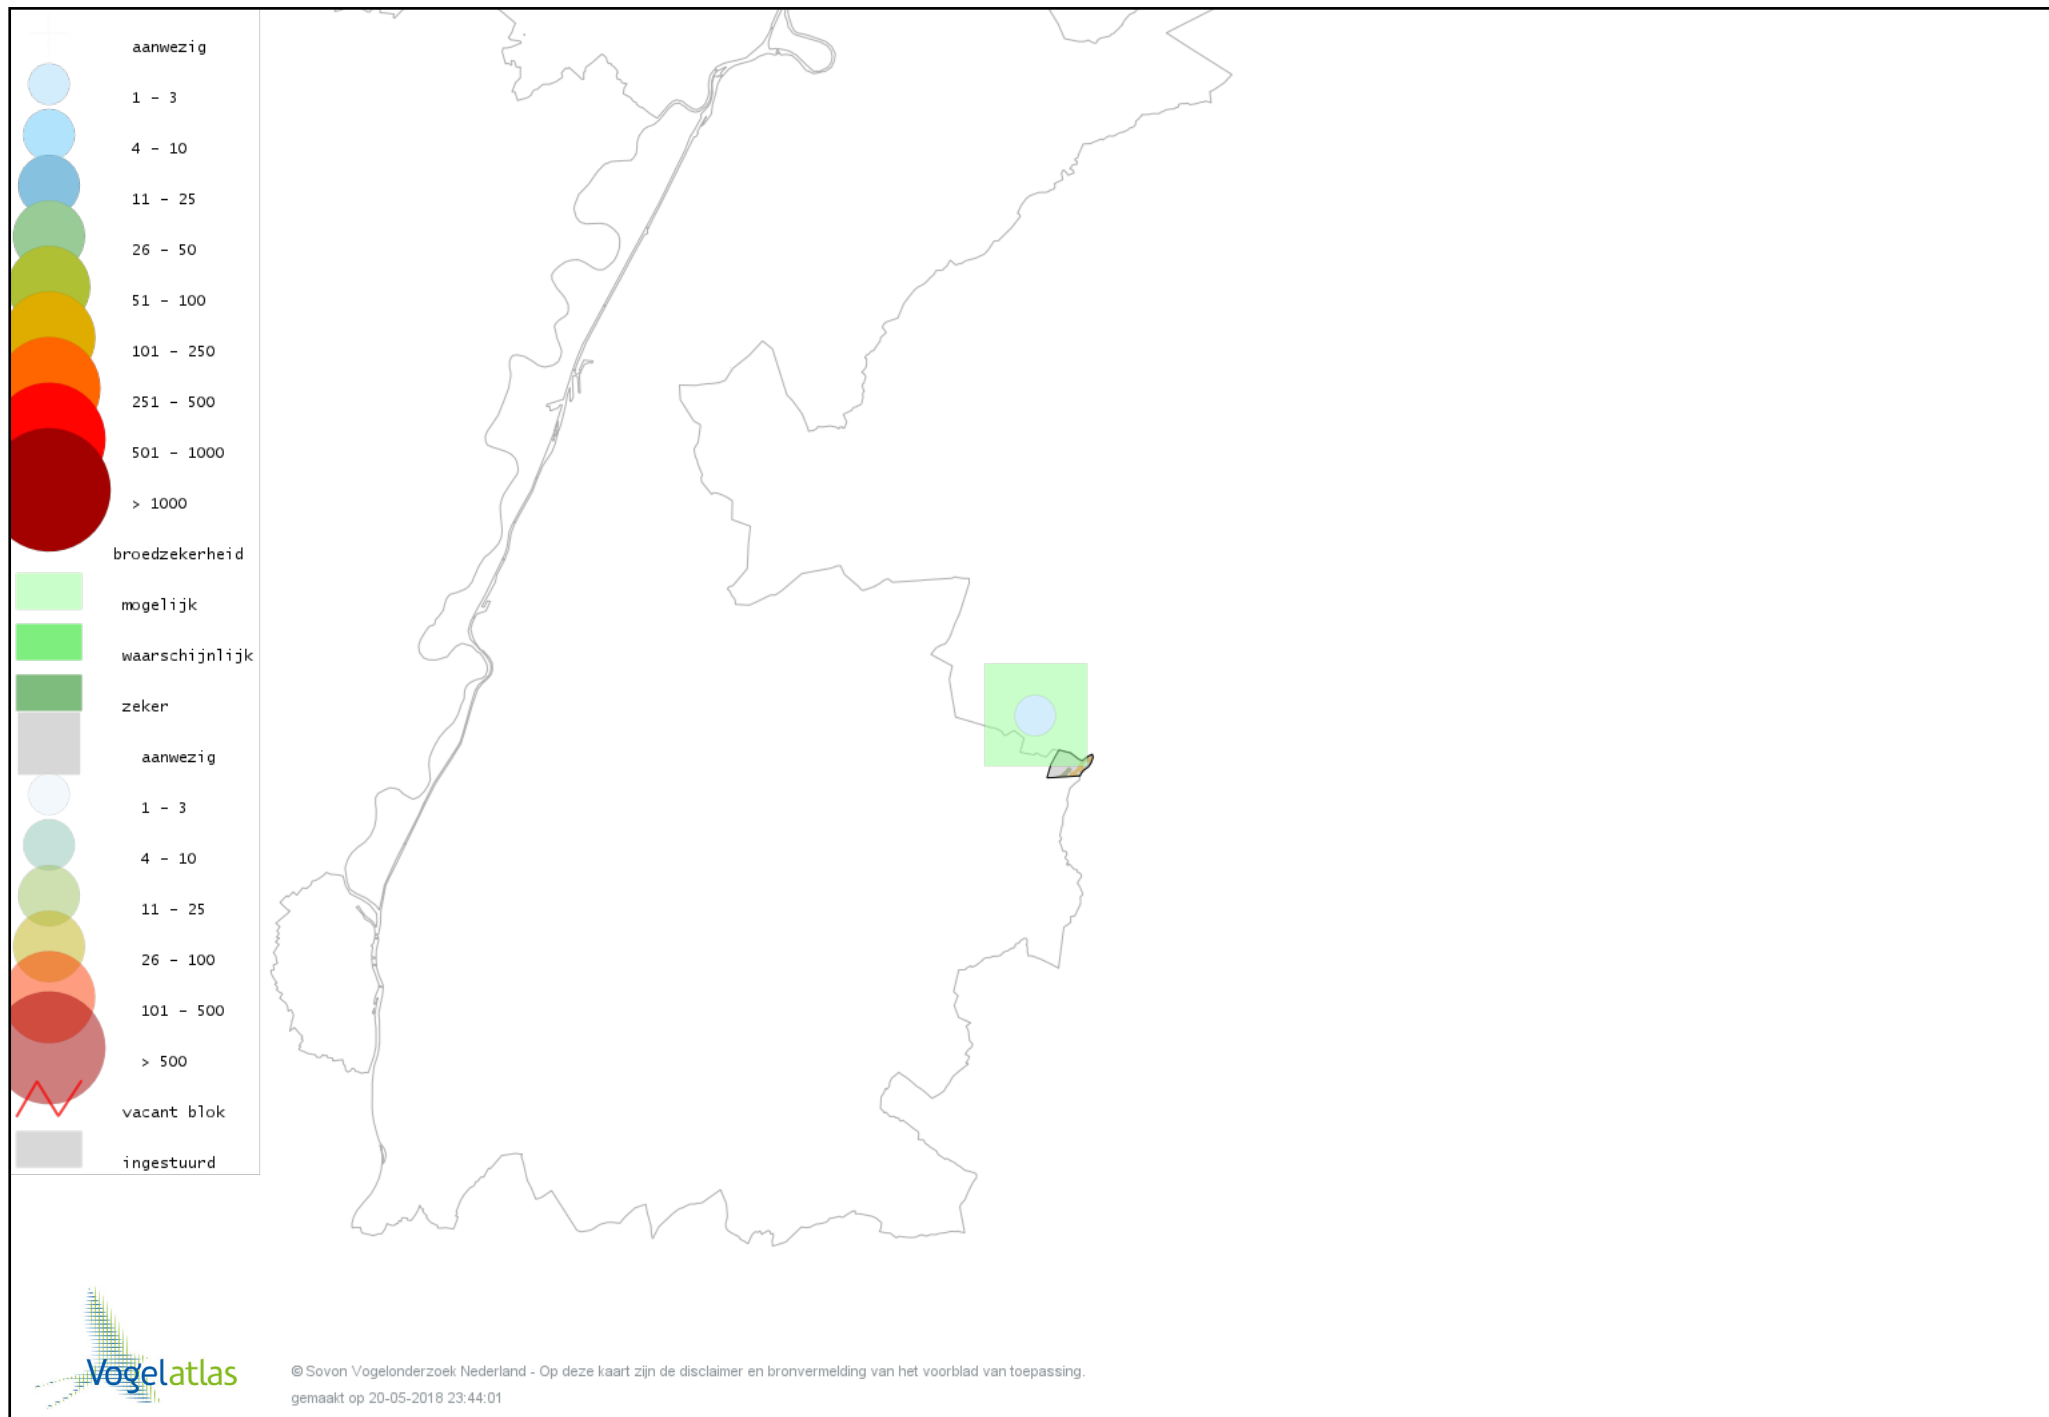 aanwezig
1 - 3
4 - 10
11 - 25
26 - 50
51 - 100
101 - 250
251 - 500
501 - 1000
> 1000
broedzekerheid
mogelijk
waarschijnlijk
zeker
aanwezig
1 - 3
4 - 10
11 - 25
26 - 100
101 - 500
> 500
vacant blok
ingestuurd
Vogelatlas
© Sovon Vogelonderzoek Nederland - Op deze kaart zijn de disclaimer en bronvermelding van het voorblad van toepassing.
gemaakt op 20-05-2018 23:44:01